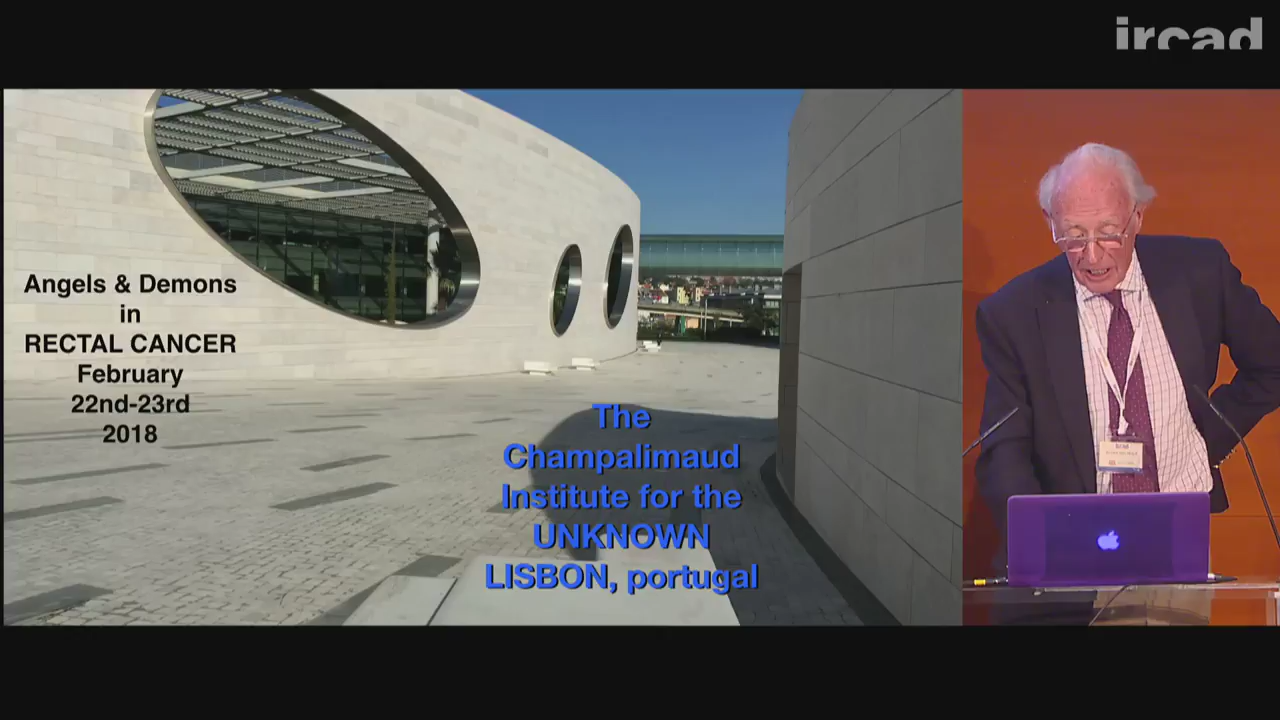 ircad
Angels & Demons
in
RECTAL CANCER
February
22nd-23rd
2018
The
Champalimaud
Institute for the
UNKNOWN
LISBON, portugal